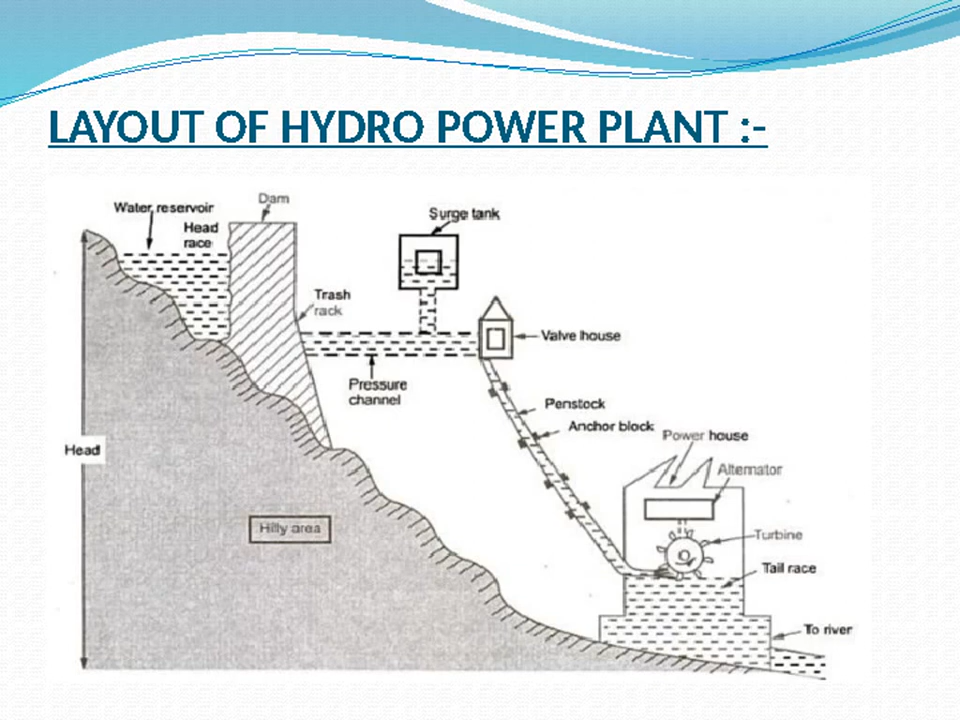 LAYOUT OF HYDRO POWER PLANT :-
Dam
Water reservoir
Head
race
Surge tank
Trash
rack
Valve house
Pressure
channel
Penstock
Anchor block
Power house
Head
Alternator
Hilly area
Turbine
Tail race
To river